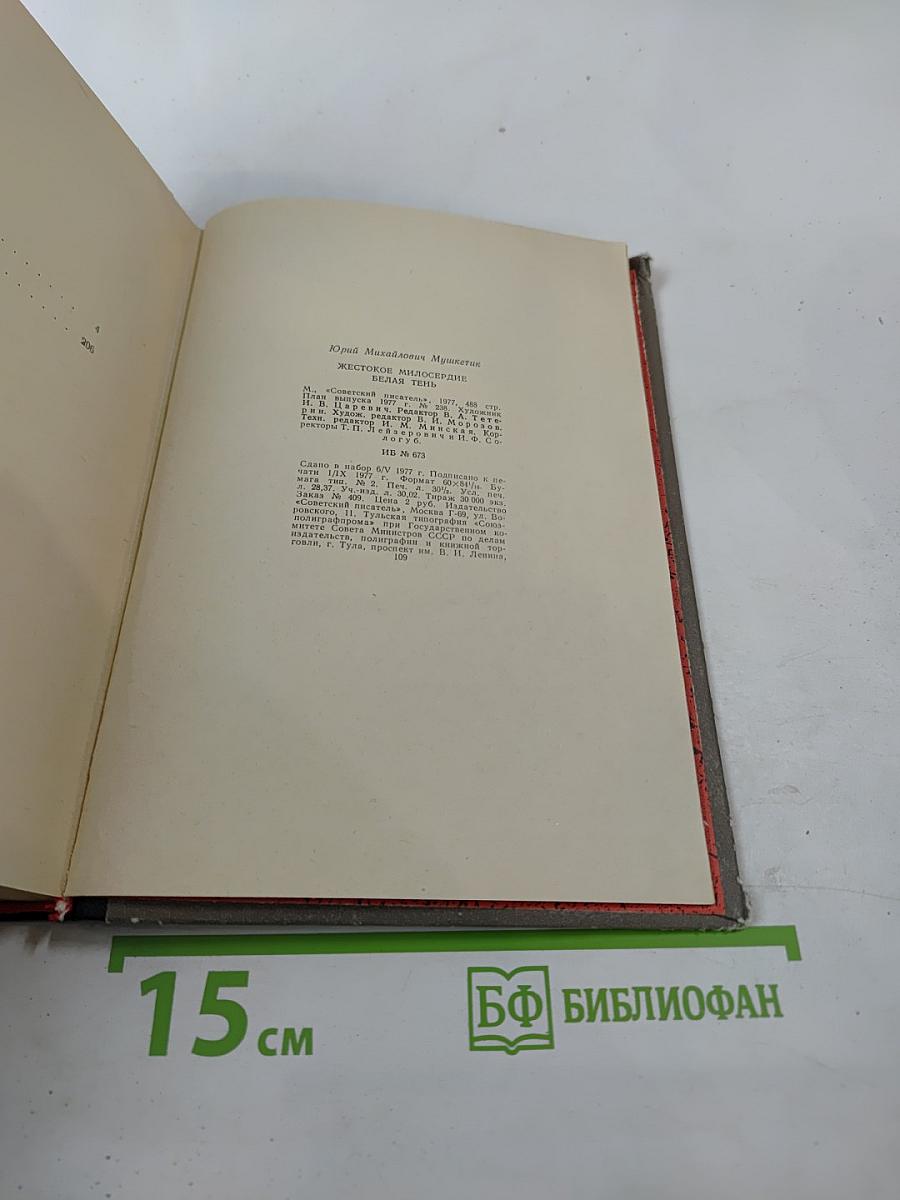 4
206
Юрий Михайлович Мушкетик
ЖЕСТОКОЕ МИЛОСЕРДИЕ
БЕЛАЯ ТЕНЬ
М., «Советский писатель», 1977, 488 стр.
План выпуска 1977 г. № 238. Художник
И. В. Царевич. Редактор В. А. Тете-
рин. Худож. редактор В. И. Морозов.
Техн. редактор И. М. Минская. Кор-
ректоры Т. П. Лейзерович и И. Ф. Со-
логуб.
ИБ № 673
Сдано в набор 6/V 1977 г. Подписано к пе-
чати 1/IX 1977 г. Формат 60×84¹/₁₆. Бу-
мага тип. № 2. Печ. л. 30½. Усл. печ.
л. 28,37. Уч.-изд. л. 30,02. Тираж 30 000 экз.
Заказ № 409. Цена 2 руб. Издательство
«Советский писатель», Москва Г-69, ул. Во-
ровского, 11. Тульская типография «Союз-
полиграфпрома» при Государственном ко-
митете Совета Министров СССР по делам
издательств, полиграфии и книжной тор-
говли, г. Тула, проспект им. В. И. Ленина,
109
15 см
БФ БИБЛИОФАН